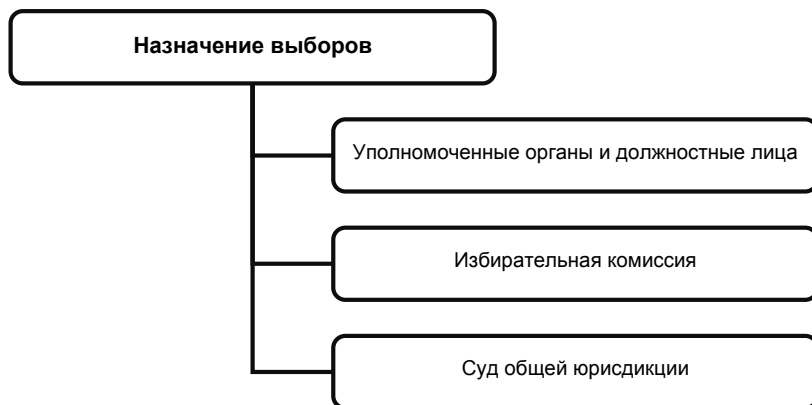 Назначение выборов
Уполномоченные органы и должностные лица
Избирательная комиссия
Суд общей юрисдикции